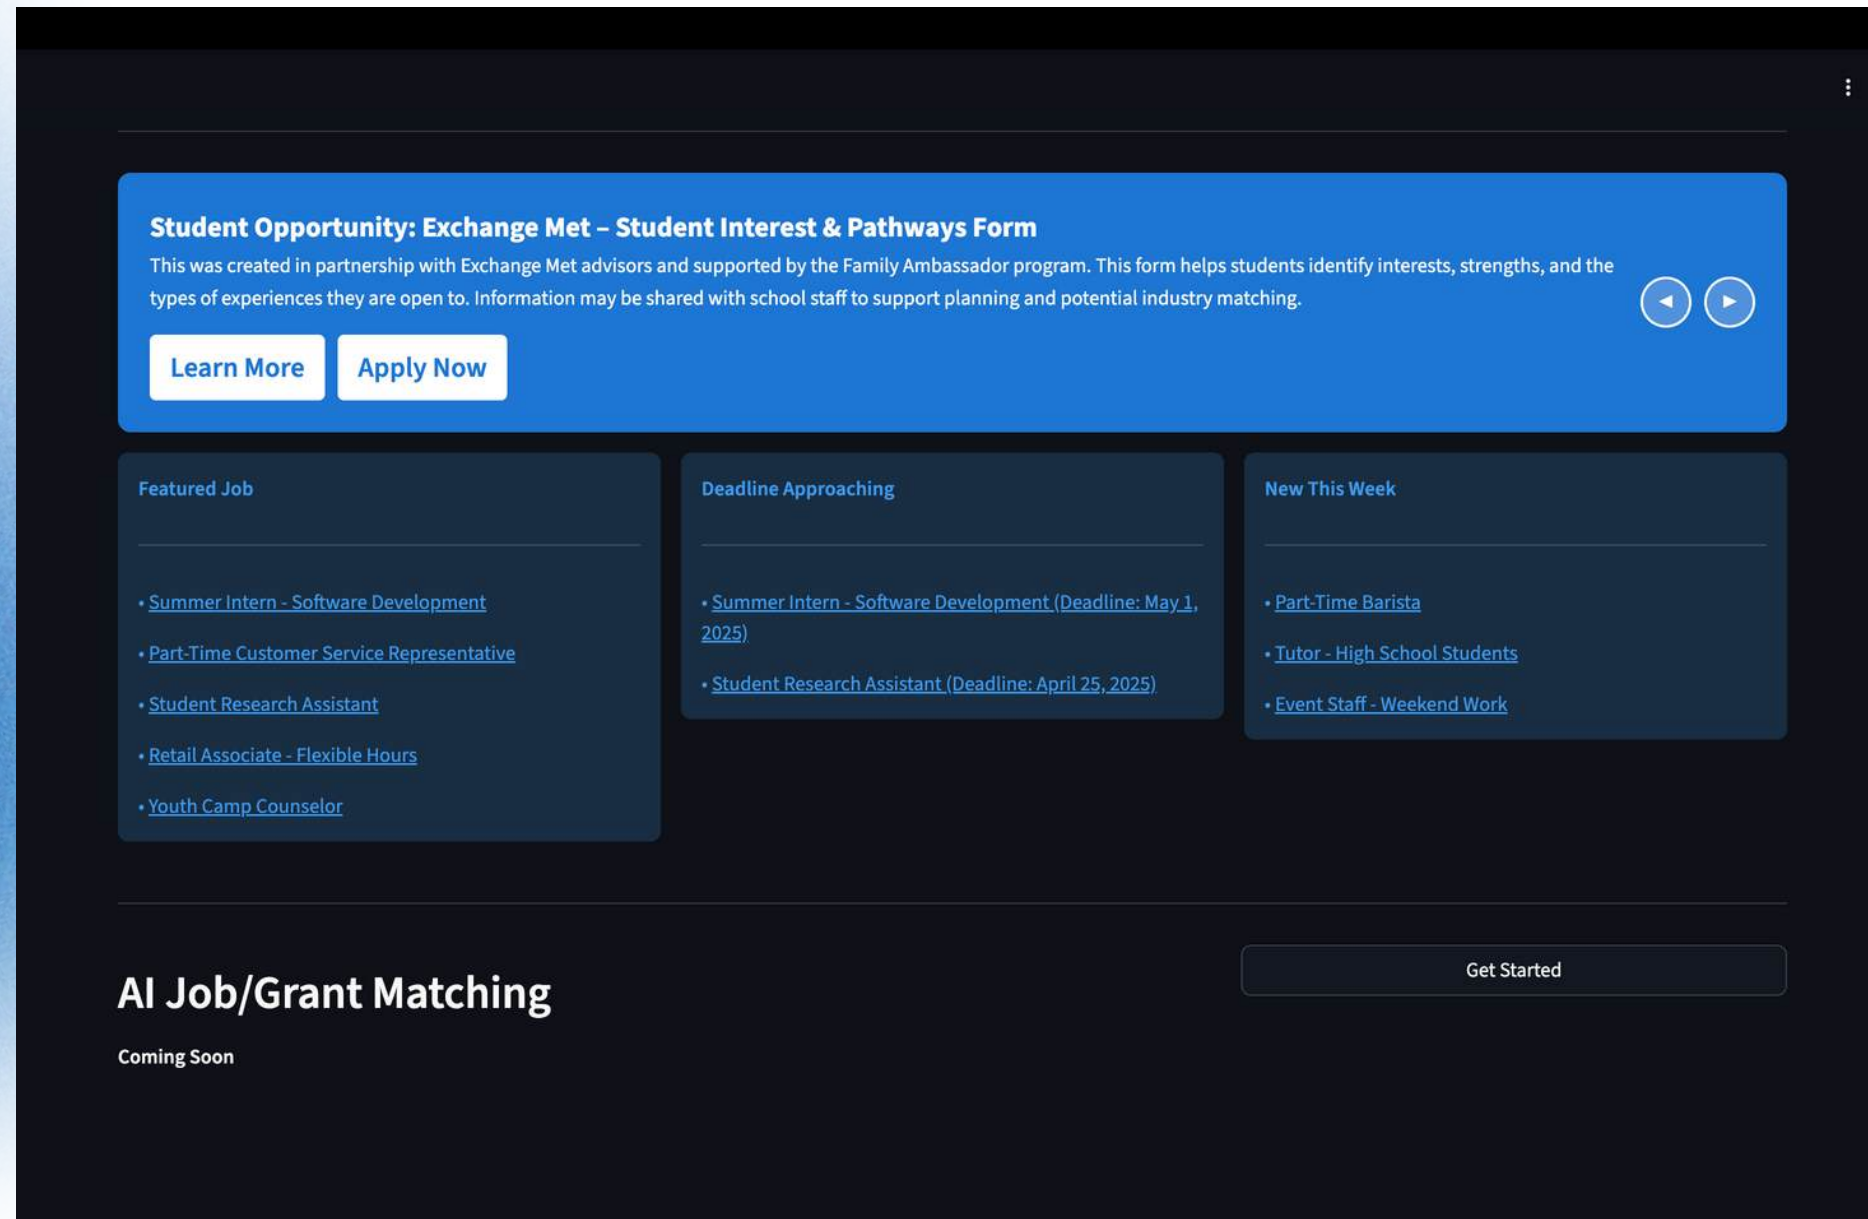 Student Opportunity: Exchange Met – Student Interest & Pathways Form
This was created in partnership with Exchange Met advisors and supported by the Family Ambassador program. This form helps students identify interests, strengths, and the
types of experiences they are open to. Information may be shared with school staff to support planning and potential industry matching.
Learn More
Apply Now
Featured Job
• Summer Intern - Software Development
• Part-Time Customer Service Representative
• Student Research Assistant
• Retail Associate - Flexible Hours
• Youth Camp Counselor
Deadline Approaching
• Summer Intern - Software Development (Deadline: May 1,
2025)
• Student Research Assistant (Deadline: April 25, 2025)
New This Week
• Part-Time Barista
• Tutor - High School Students
• Event Staff - Weekend Work
AI Job/Grant Matching
Coming Soon
Get Started